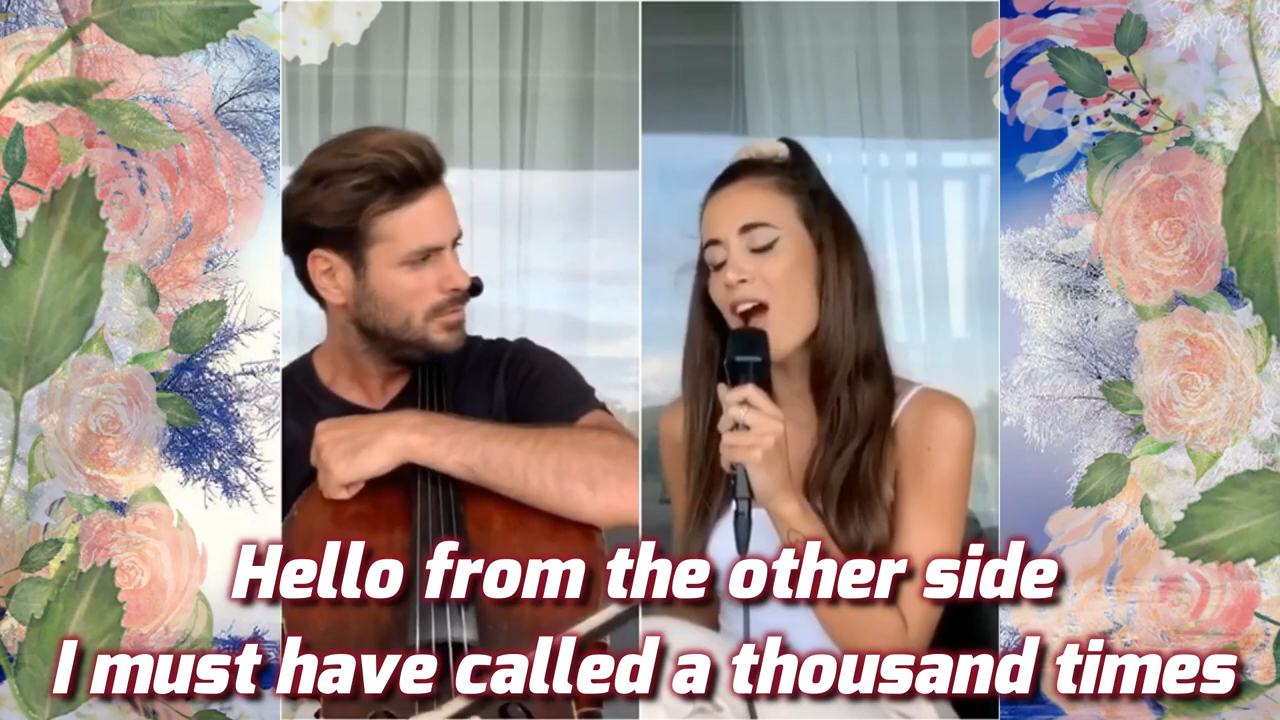 Hello from the other side
I must have called a thousand times